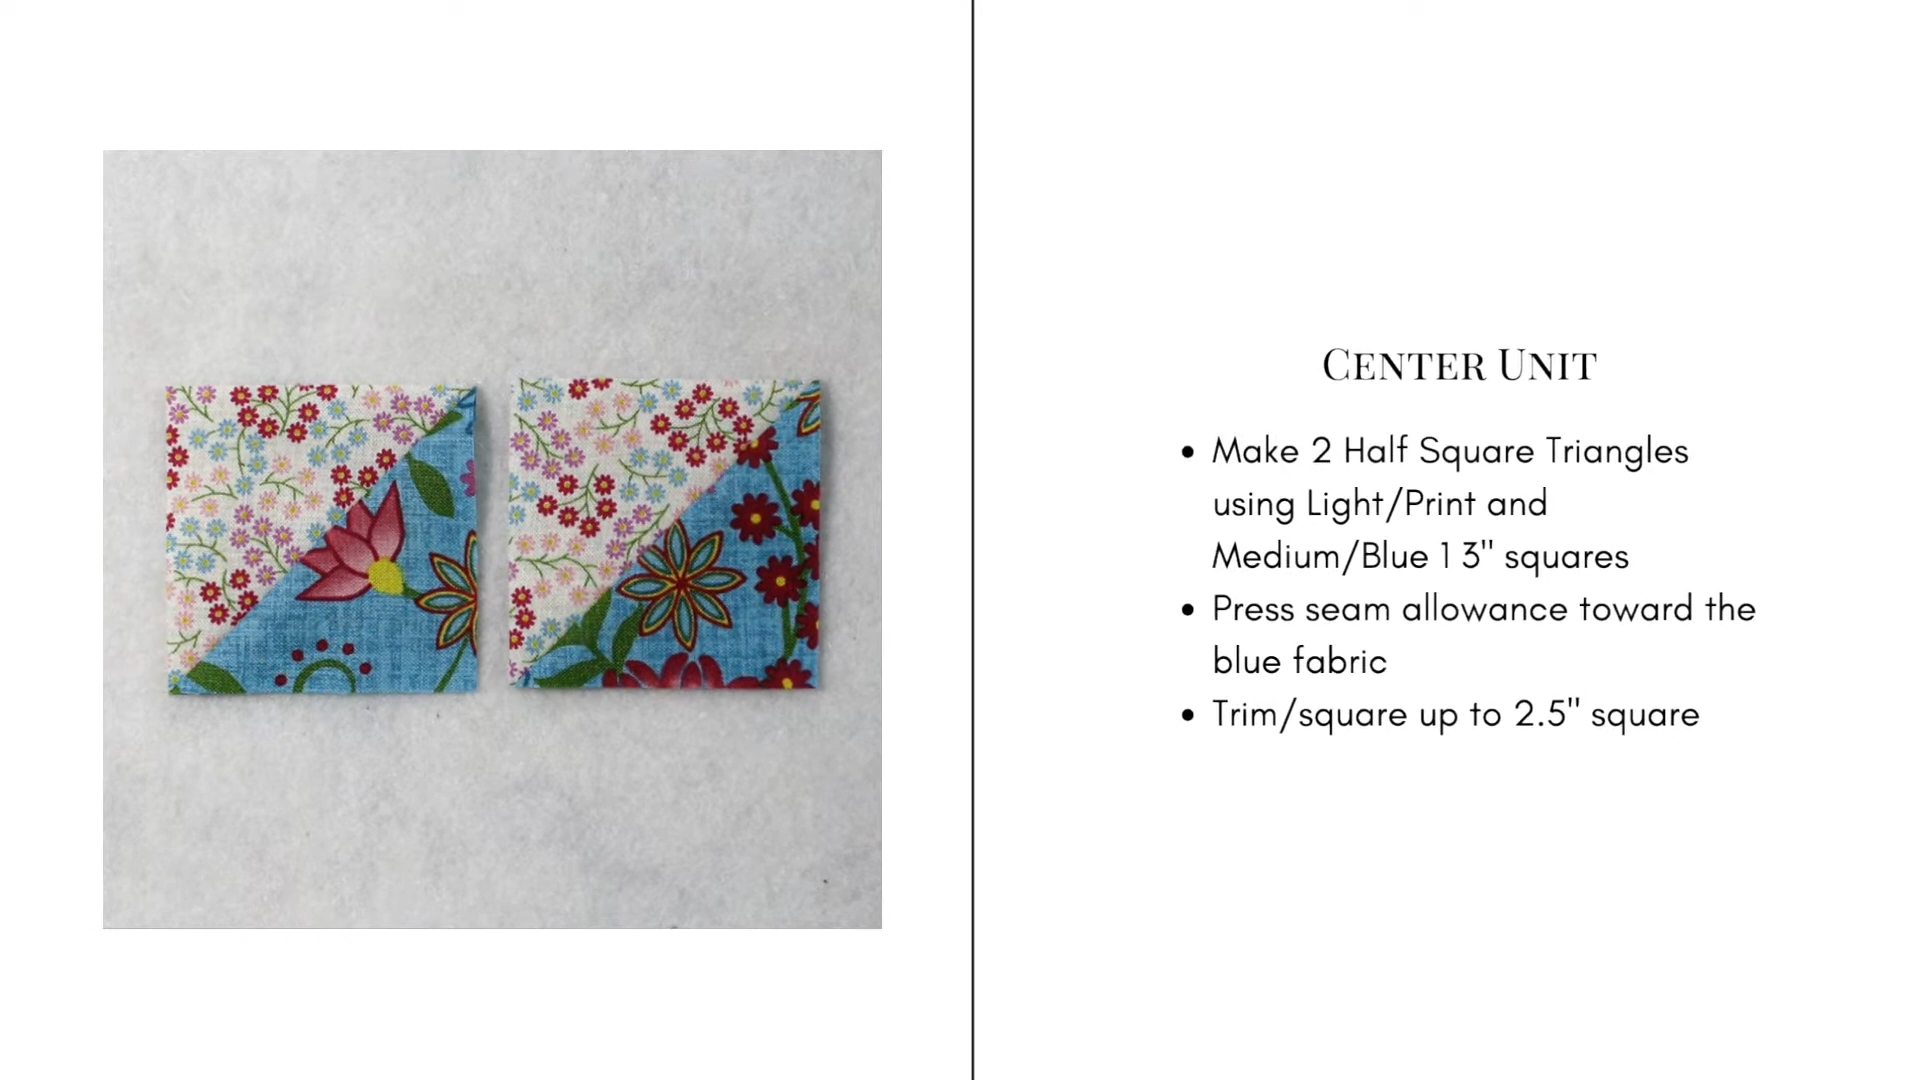 CENTER UNIT
• Make 2 Half Square Triangles
using Light/Print and
Medium/Blue 1 3" squares
• Press seam allowance toward the
blue fabric
• Trim/square up to 2.5" square